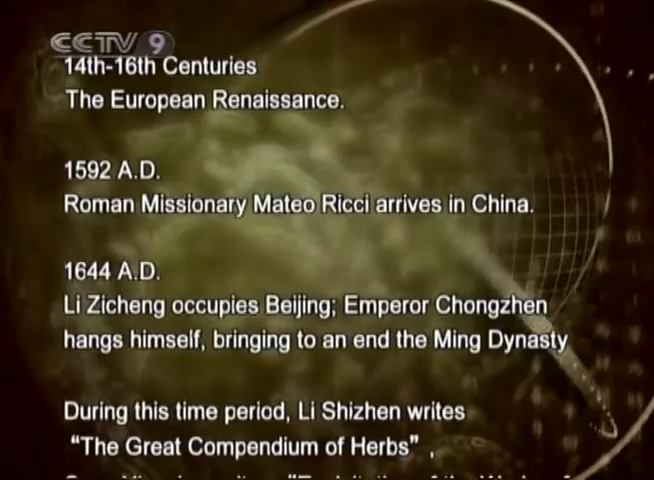 CCTV 9
14th-16th Centuries
The European Renaissance.
1592 A.D.
Roman Missionary Mateo Ricci arrives in China.
1644 A.D.
Li Zicheng occupies Beijing; Emperor Chongzhen
hangs himself, bringing to an end the Ming Dynasty
During this time period, Li Shizhen writes
“The Great Compendium of Herbs” ,